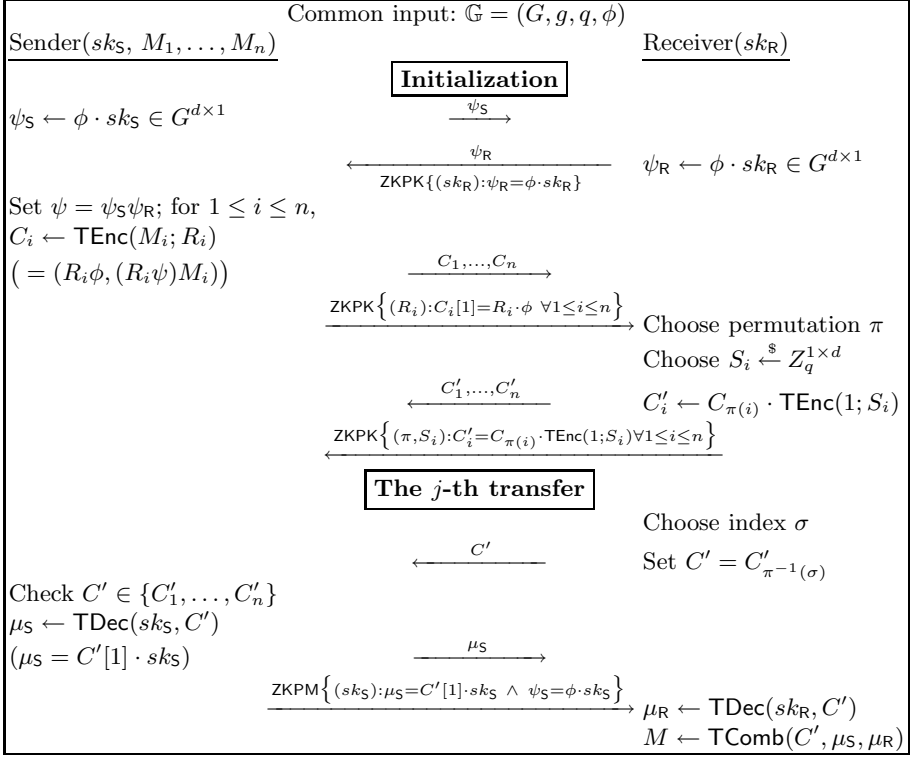 Common input: 𝔾 = (G, g, q, ϕ)
Sender(sk_S, M_1, . . . , M_n) Receiver(sk_R)
Initialization
ψ_S ← ϕ · sk_S ∈ G^{d×1} ψ_S
ψ_R ψ_R ← ϕ · sk_R ∈ G^{d×1}
ZKPK{(sk_R):ψ_R=ϕ·sk_R}
Set ψ = ψ_Sψ_R; for 1 ≤ i ≤ n,
C_i ← TEnc(M_i; R_i)
( = (R_iϕ, (R_iψ)M_i)) C_1,...,C_n
ZKPK{(R_i):C_i[1]=R_i·ϕ ∀1≤i≤n} Choose permutation π
Choose S_i ←$ Z_q^{1×d}
C'_1,...,C'_n C'_i ← C_{π(i)} · TEnc(1; S_i)
ZKPK{(π,S_i):C'_i=C_{π(i)}·TEnc(1;S_i)∀1≤i≤n}
The j-th transfer
Choose index σ
C' Set C' = C'_{π^{-1}(σ)}
Check C' ∈ {C'_1, . . . , C'_n}
μ_S ← TDec(sk_S, C')
(μ_S = C'[1] · sk_S) μ_S
ZKPM{(sk_S):μ_S=C'[1]·sk_S ∧ ψ_S=ϕ·sk_S} μ_R ← TDec(sk_R, C')
M ← TComb(C', μ_S, μ_R)